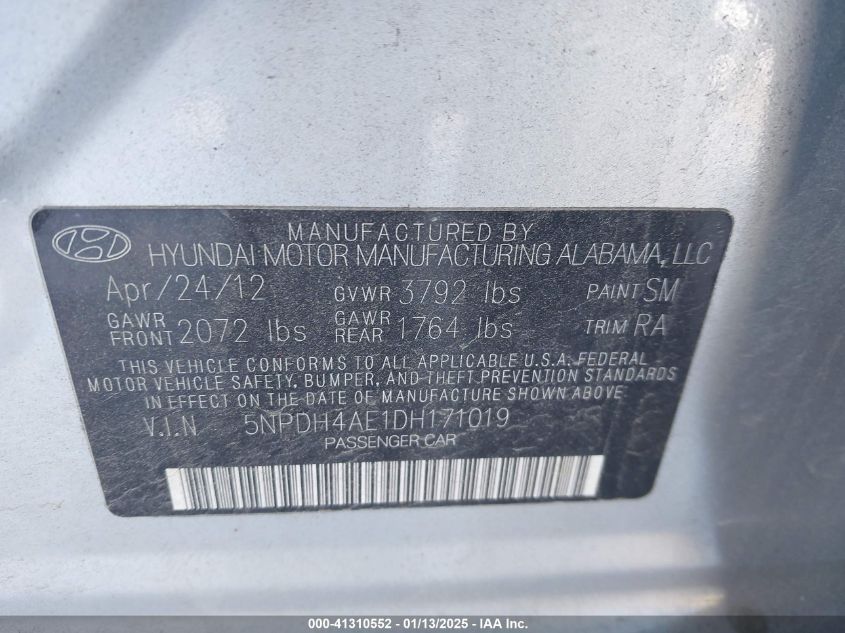 MANUFACTURED BY
HYUNDAI MOTOR MANUFACTURING ALABAMA, LLC
Apr/24/12 GVWR 3792 lbs PAINT SM
GAWR FRONT 2072 lbs GAWR REAR 1764 lbs TRIM RA
THIS VEHICLE CONFORMS TO ALL APPLICABLE U.S.A. FEDERAL
MOTOR VEHICLE SAFETY, BUMPER, AND THEFT PREVENTION STANDARDS
IN EFFECT ON THE DATE OF MANUFACTURE SHOWN ABOVE.
V.I.N 5NPDH4AE1DH171019
PASSENGER CAR
000-41310552 - 01/13/2025 - IAA Inc.